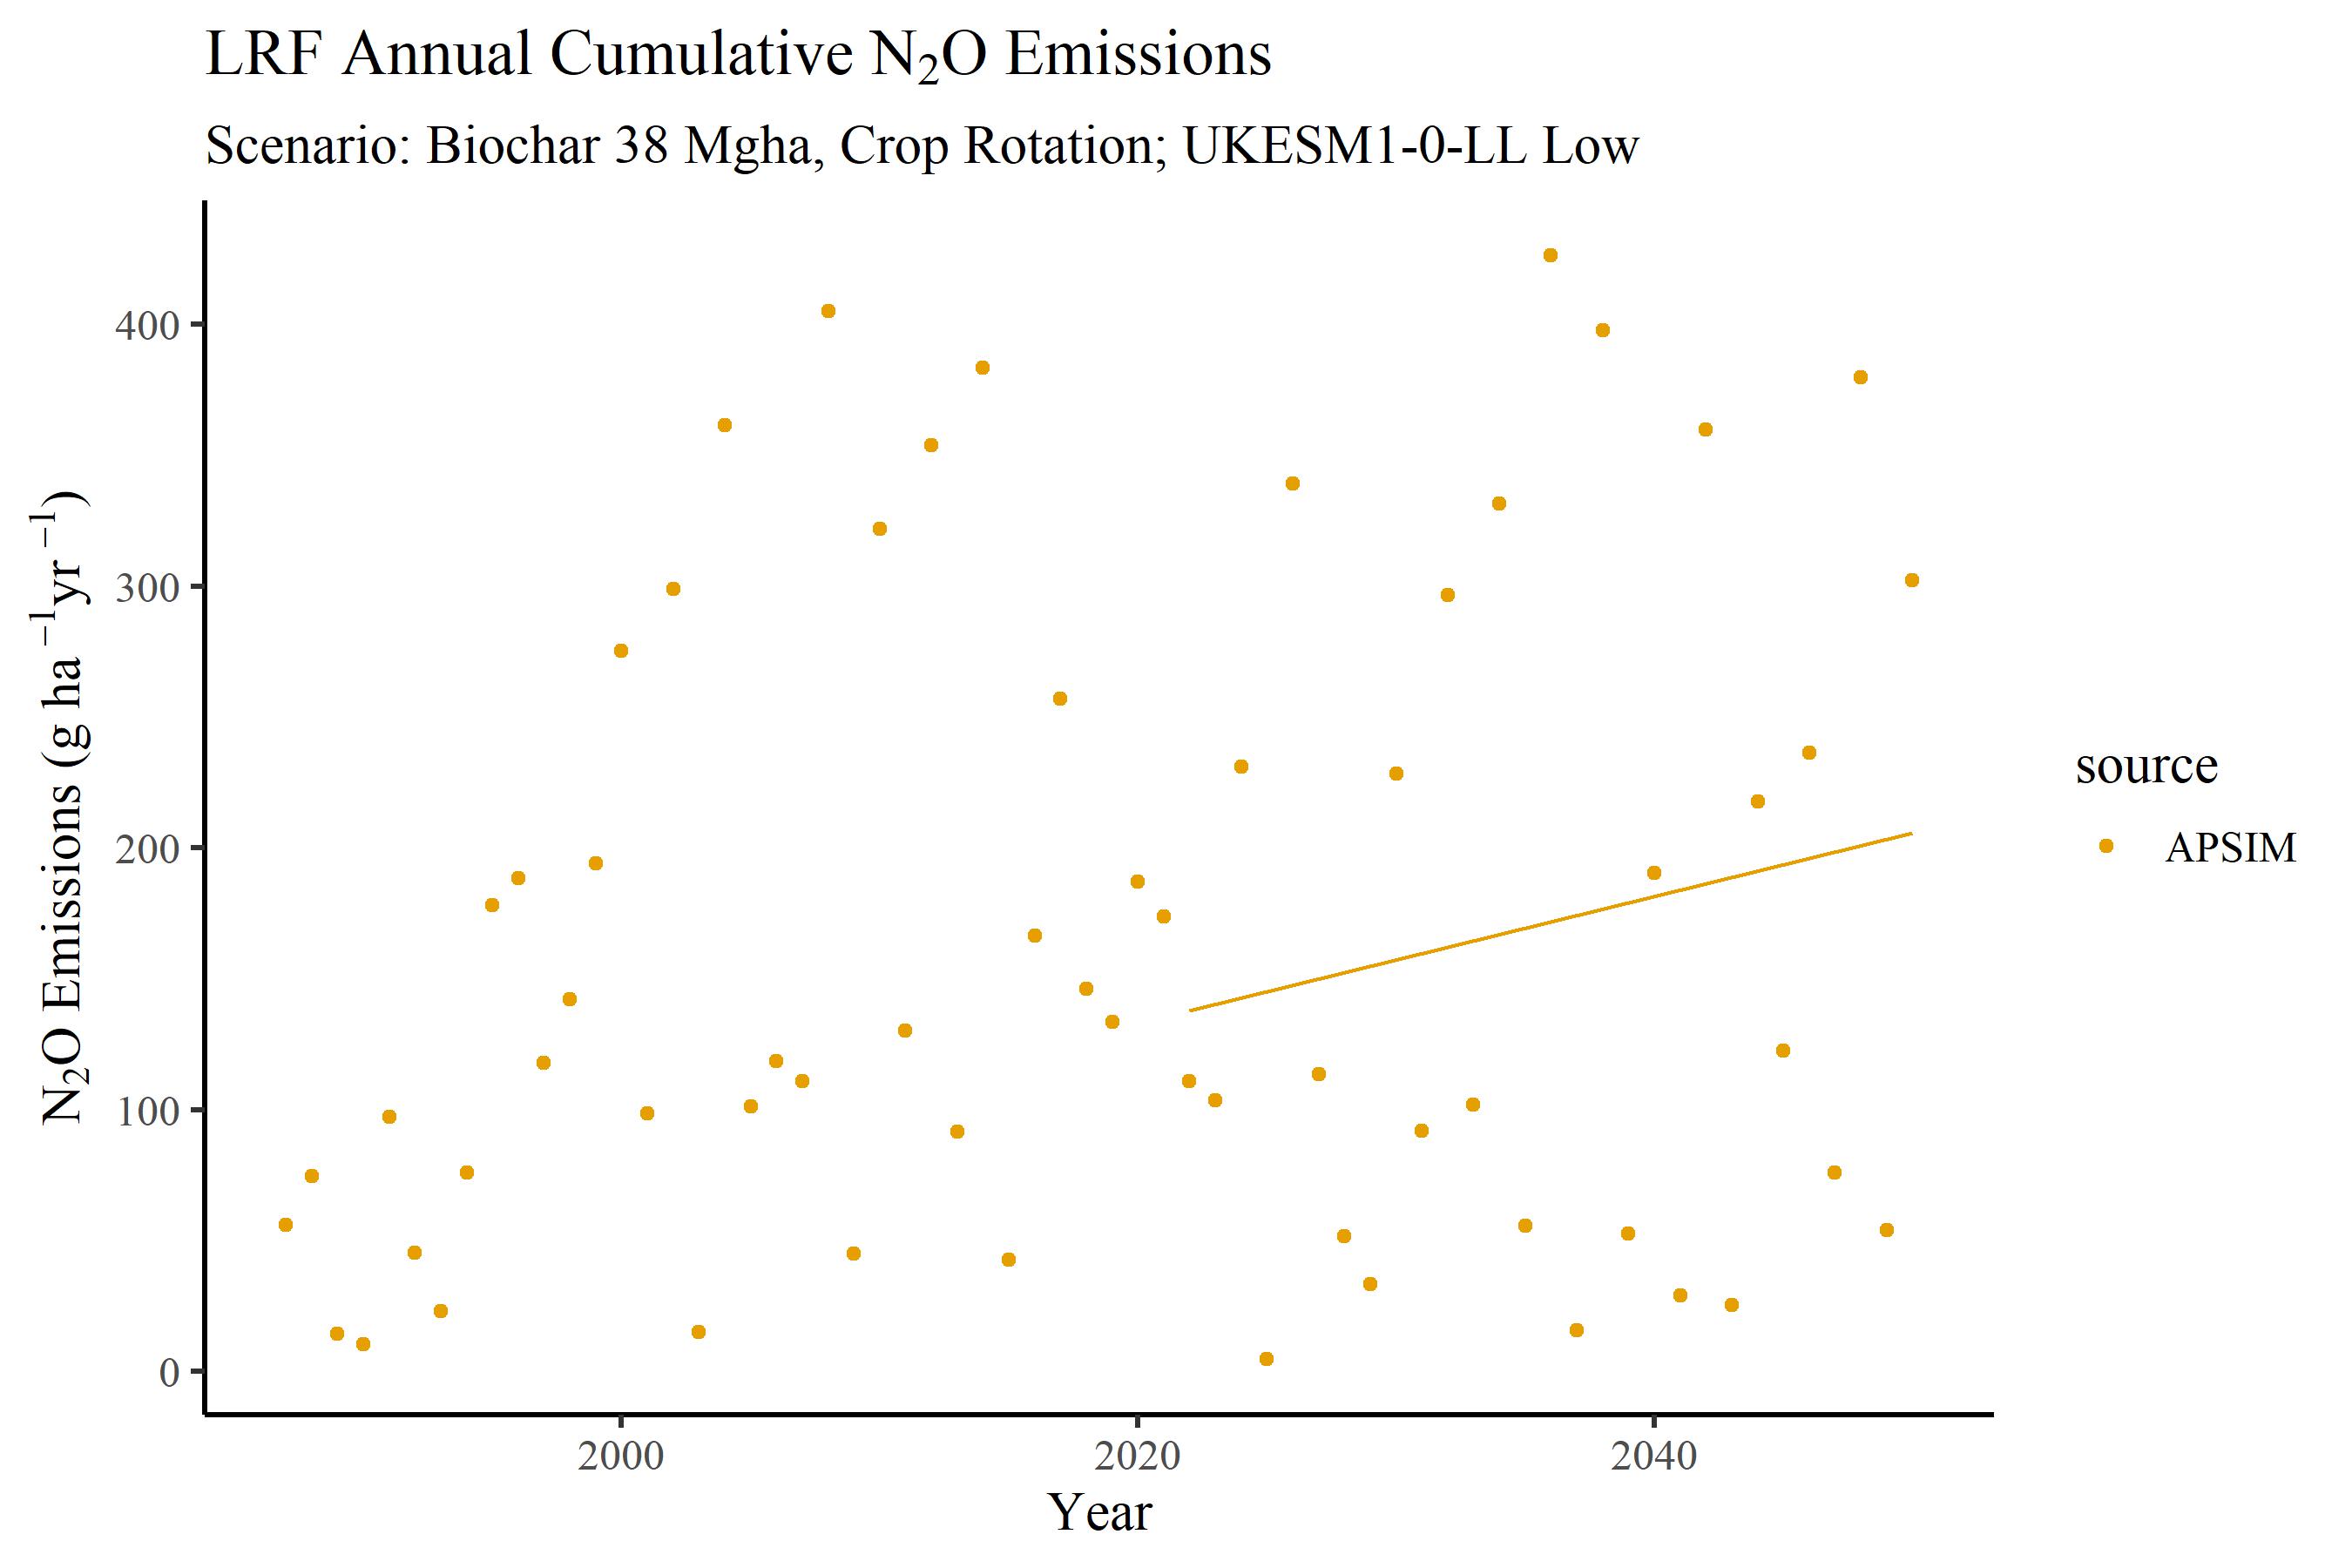 LRF Annual Cumulative N₂O Emissions
Scenario: Biochar 38 Mgha, Crop Rotation; UKESM1-0-LL Low
N₂O Emissions (g ha ⁻¹yr ⁻¹)
400
300
200
100
0
2000 2020 2040
Year
source
APSIM